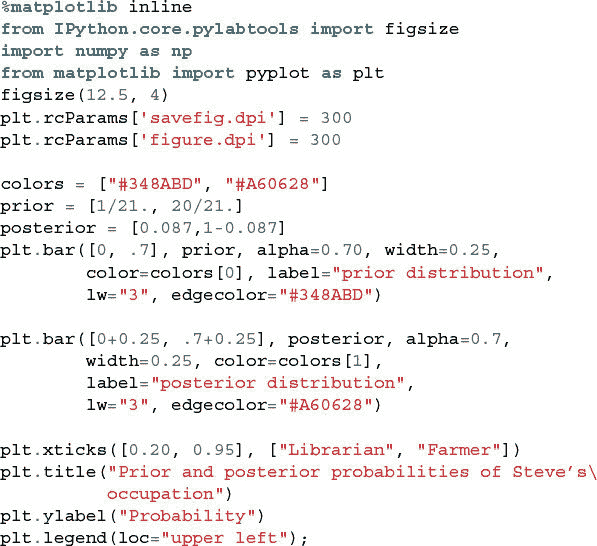 %matplotlib inline
from IPython.core.pylabtools import figsize
import numpy as np
from matplotlib import pyplot as plt
figsize(12.5, 4)
plt.rcParams['savefig.dpi'] = 300
plt.rcParams['figure.dpi'] = 300

colors = ["#348ABD", "#A60628"]
prior = [1/21., 20/21.]
posterior = [0.087,1-0.087]
plt.bar([0, .7], prior, alpha=0.70, width=0.25,
        color=colors[0], label="prior distribution",
        lw="3", edgecolor="#348ABD")

plt.bar([0+0.25, .7+0.25], posterior, alpha=0.7,
        width=0.25, color=colors[1],
        label="posterior distribution",
        lw="3", edgecolor="#A60628")

plt.xticks([0.20, 0.95], ["Librarian", "Farmer"])
plt.title("Prior and posterior probabilities of Steve’s\
          occupation")
plt.ylabel("Probability")
plt.legend(loc="upper left");